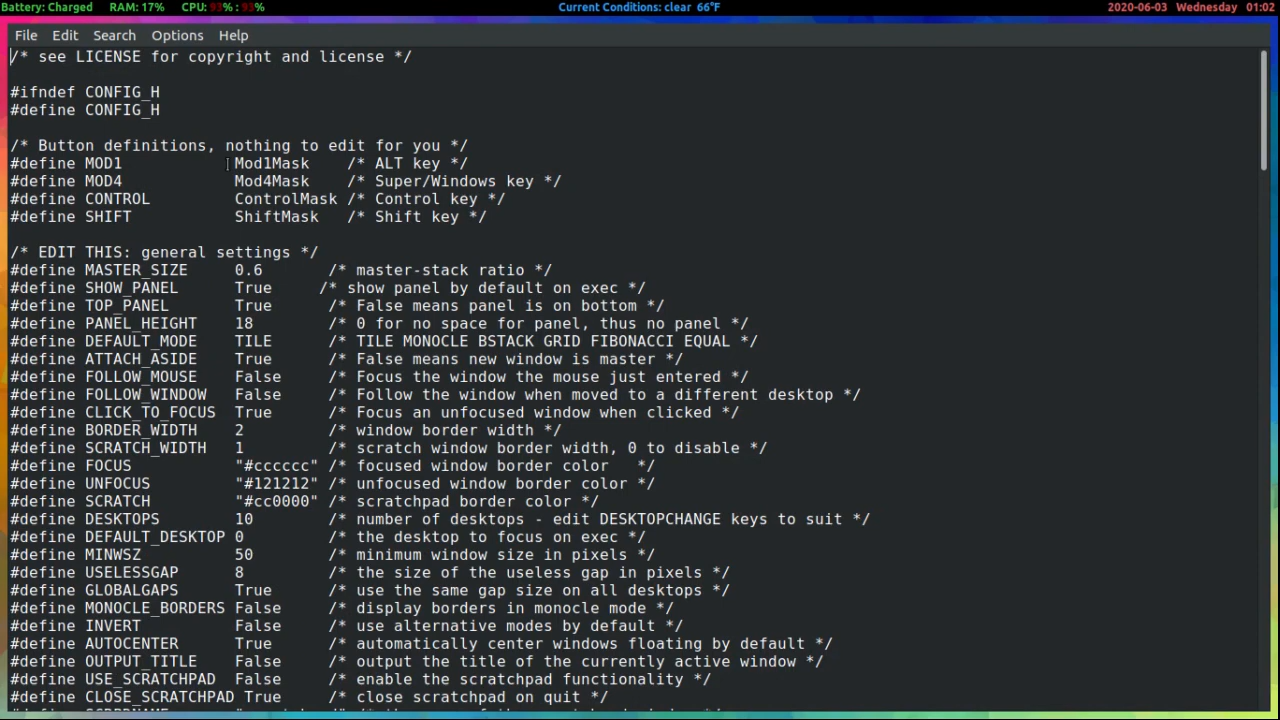 Battery: Charged RAM: 17% CPU: 93% : 93% Current Conditions: clear 66°F 2020-06-03 Wednesday 01:02
File Edit Search Options Help
/* see LICENSE for copyright and license */
#ifndef CONFIG_H
#define CONFIG_H
/* Button definitions, nothing to edit for you */
#define MOD1 Mod1Mask /* ALT key */
#define MOD4 Mod4Mask /* Super/Windows key */
#define CONTROL ControlMask /* Control key */
#define SHIFT ShiftMask /* Shift key */
/* EDIT THIS: general settings */
#define MASTER_SIZE 0.6 /* master-stack ratio */
#define SHOW_PANEL True /* show panel by default on exec */
#define TOP_PANEL True /* False means panel is on bottom */
#define PANEL_HEIGHT 18 /* 0 for no space for panel, thus no panel */
#define DEFAULT_MODE TILE /* TILE MONOCLE BSTACK GRID FIBONACCI EQUAL */
#define ATTACH_ASIDE True /* False means new window is master */
#define FOLLOW_MOUSE False /* Focus the window the mouse just entered */
#define FOLLOW_WINDOW False /* Follow the window when moved to a different desktop */
#define CLICK_TO_FOCUS True /* Focus an unfocused window when clicked */
#define BORDER_WIDTH 2 /* window border width */
#define SCRATCH_WIDTH 1 /* scratch window border width, 0 to disable */
#define FOCUS "#cccccc" /* focused window border color */
#define UNFOCUS "#121212" /* unfocused window border color */
#define SCRATCH "#cc0000" /* scratchpad border color */
#define DESKTOPS 10 /* number of desktops - edit DESKTOPCHANGE keys to suit */
#define DEFAULT_DESKTOP 0 /* the desktop to focus on exec */
#define MINWSZ 50 /* minimum window size in pixels */
#define USELESSGAP 8 /* the size of the useless gap in pixels */
#define GLOBALGAPS True /* use the same gap size on all desktops */
#define MONOCLE_BORDERS False /* display borders in monocle mode */
#define INVERT False /* use alternative modes by default */
#define AUTOCENTER True /* automatically center windows floating by default */
#define OUTPUT_TITLE False /* output the title of the currently active window */
#define USE_SCRATCHPAD False /* enable the scratchpad functionality */
#define CLOSE_SCRATCHPAD True /* close scratchpad on quit */